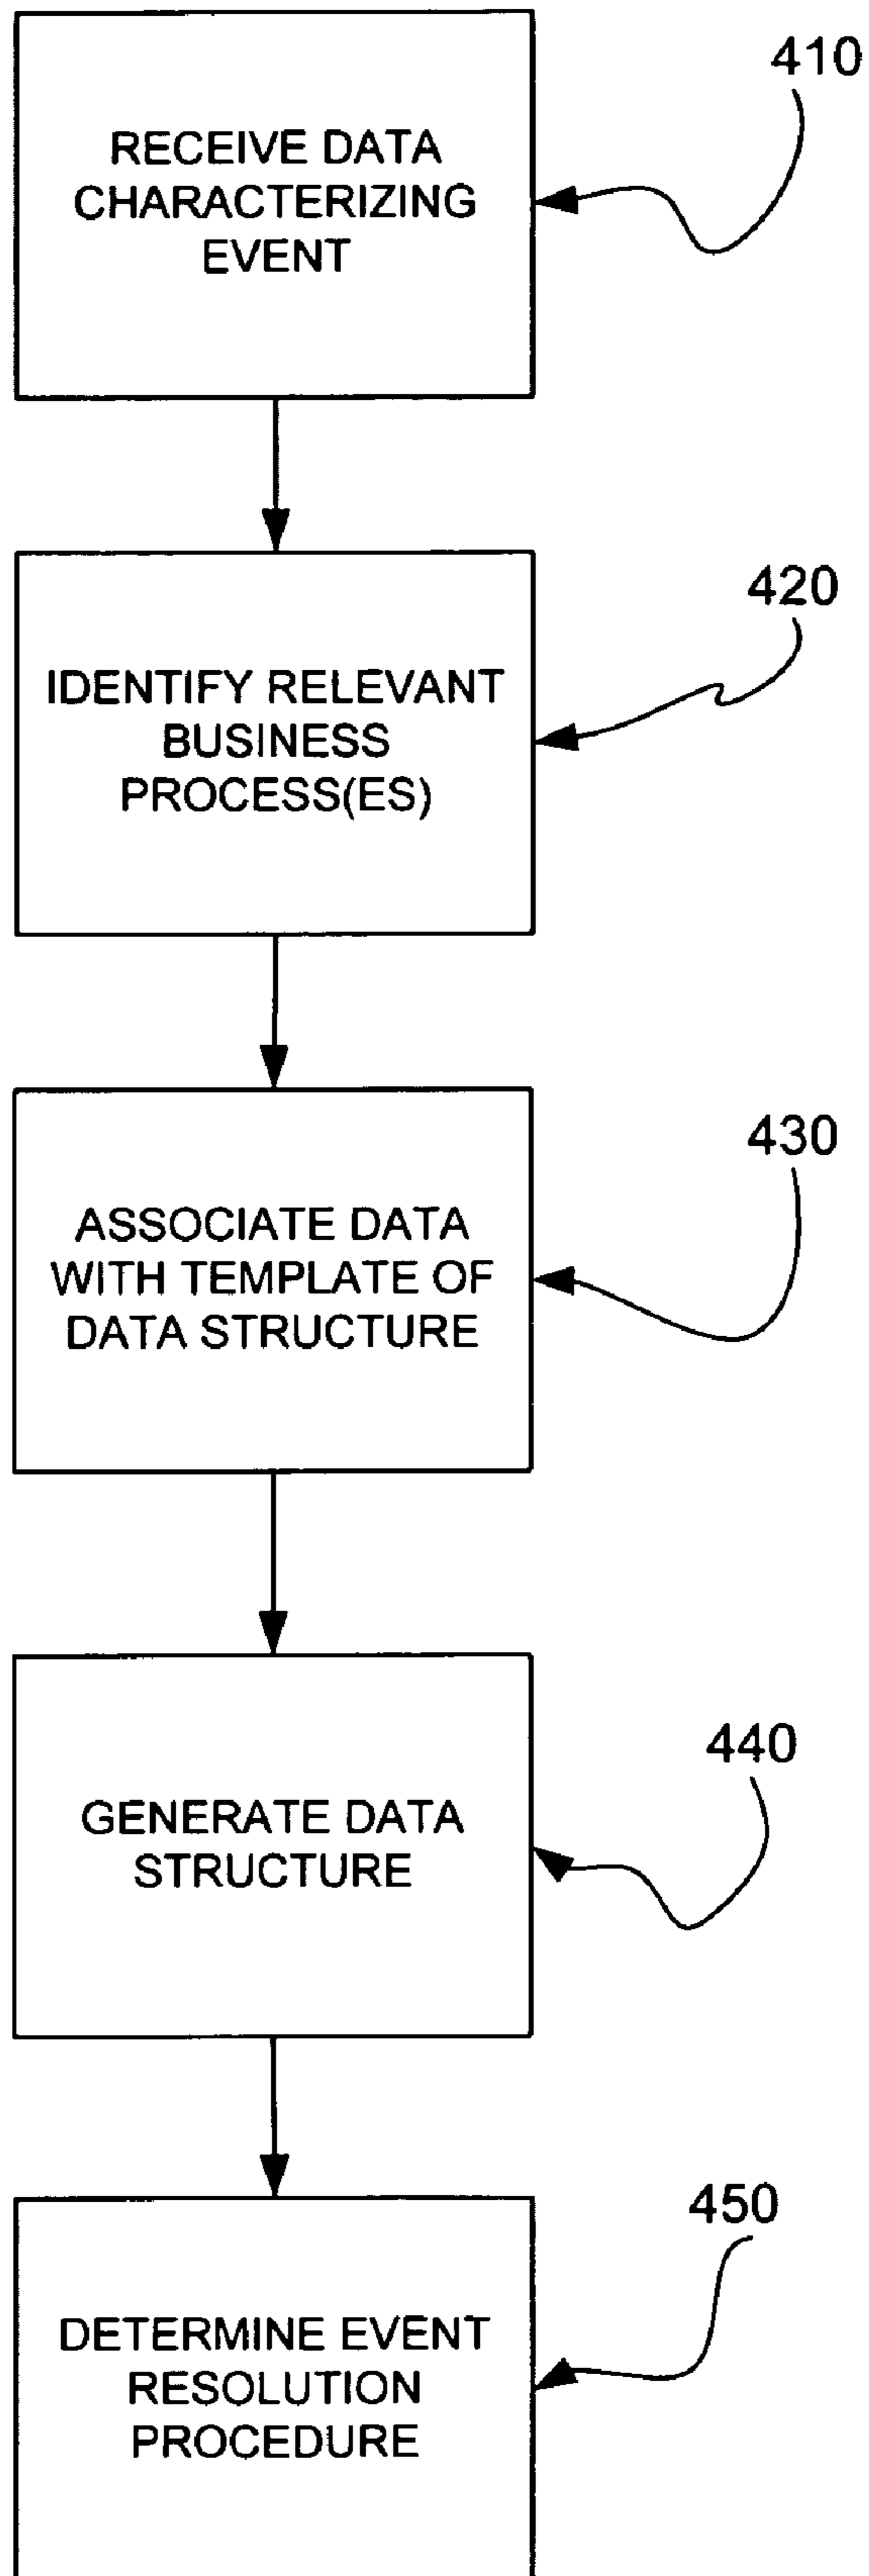 410
RECEIVE DATA
CHARACTERIZING
EVENT
420
IDENTIFY RELEVANT
BUSINESS
PROCESS(ES)
430
ASSOCIATE DATA
WITH TEMPLATE OF
DATA STRUCTURE
440
GENERATE DATA
STRUCTURE
450
DETERMINE EVENT
RESOLUTION
PROCEDURE